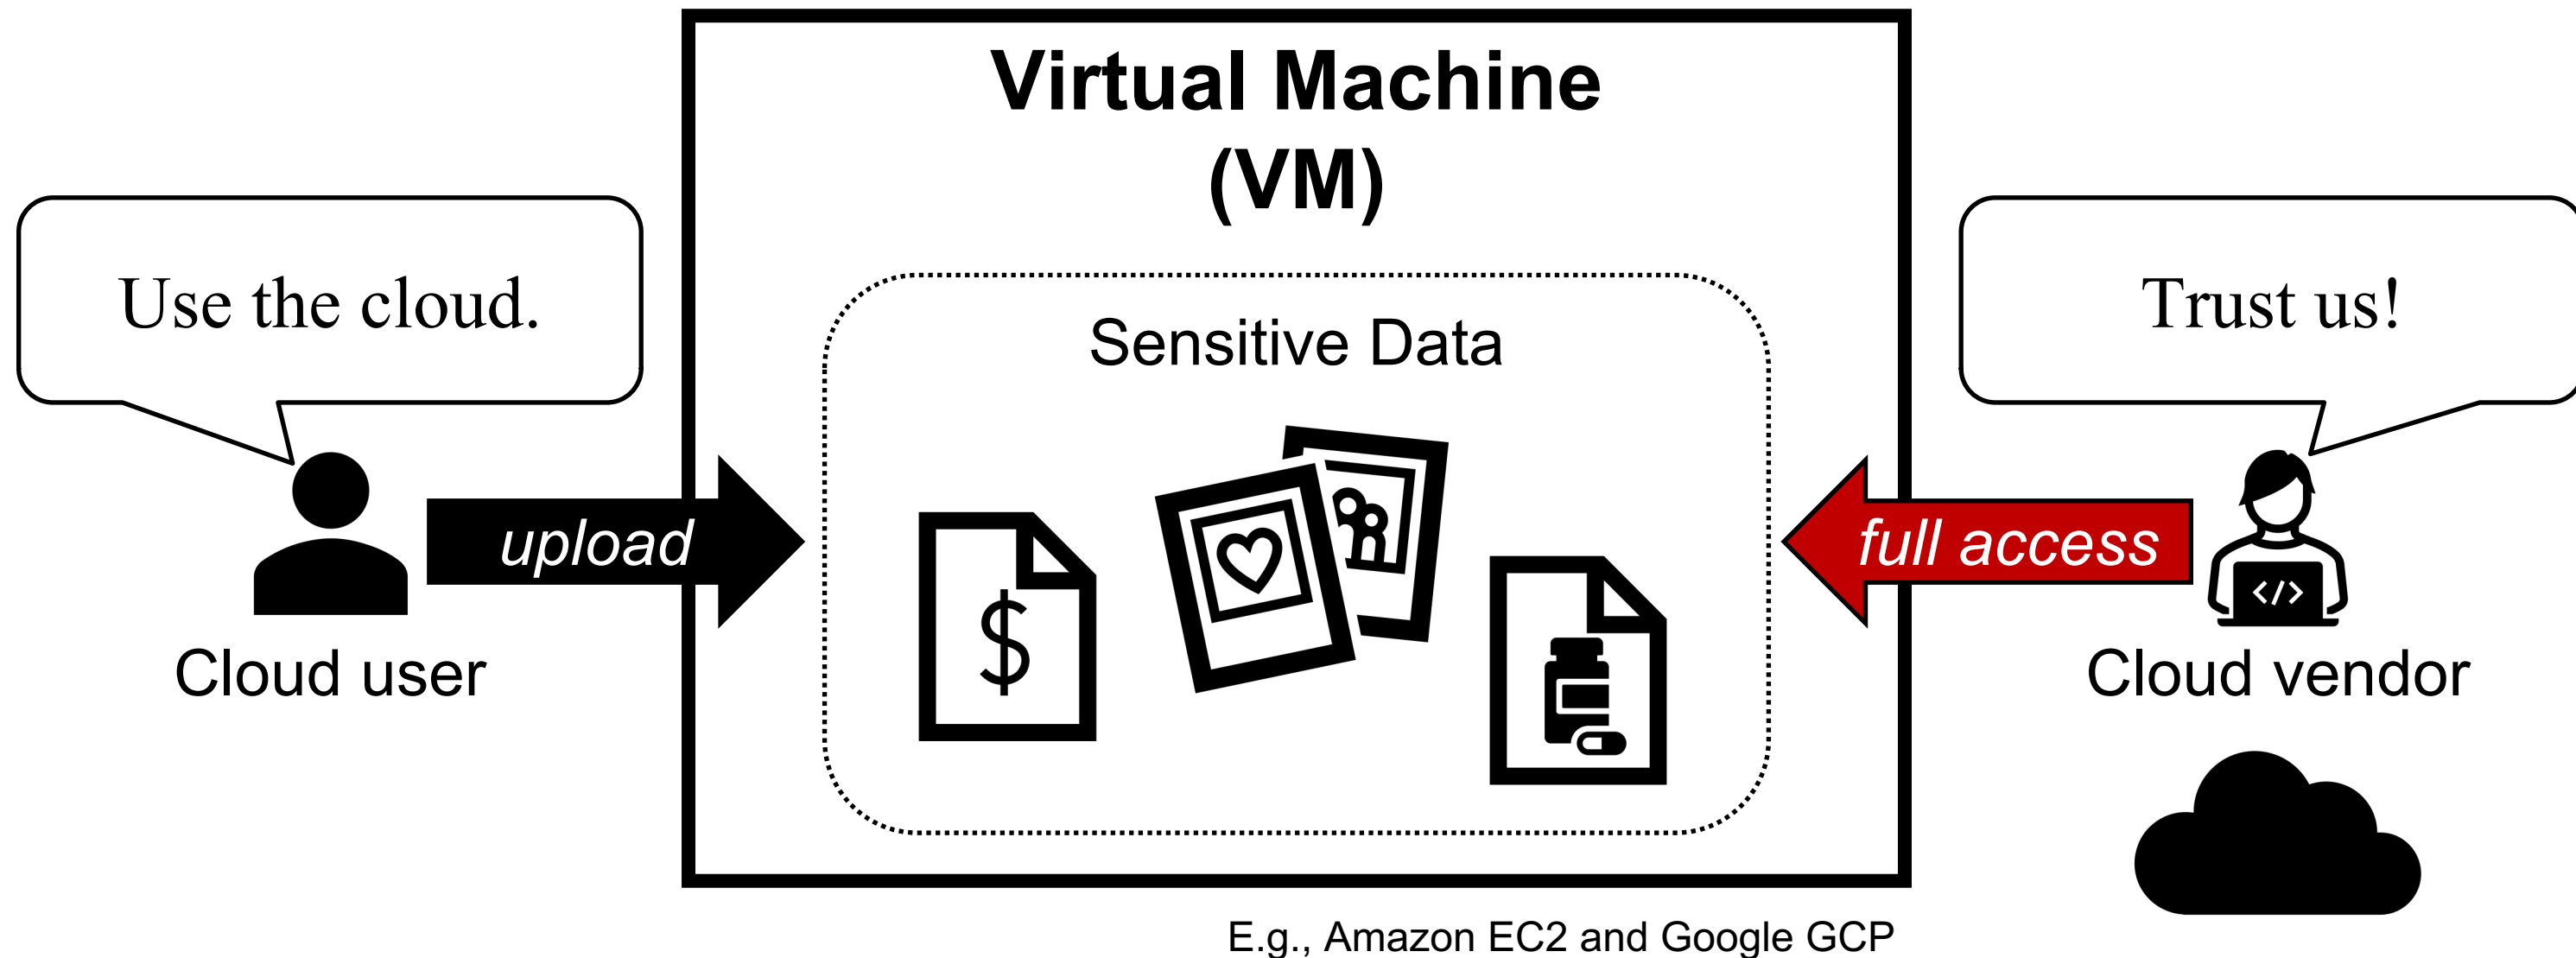 Virtual Machine
(VM)
Use the cloud.
Sensitive Data
Trust us!
upload
full access
$
</>
Cloud user
Cloud vendor
E.g., Amazon EC2 and Google GCP